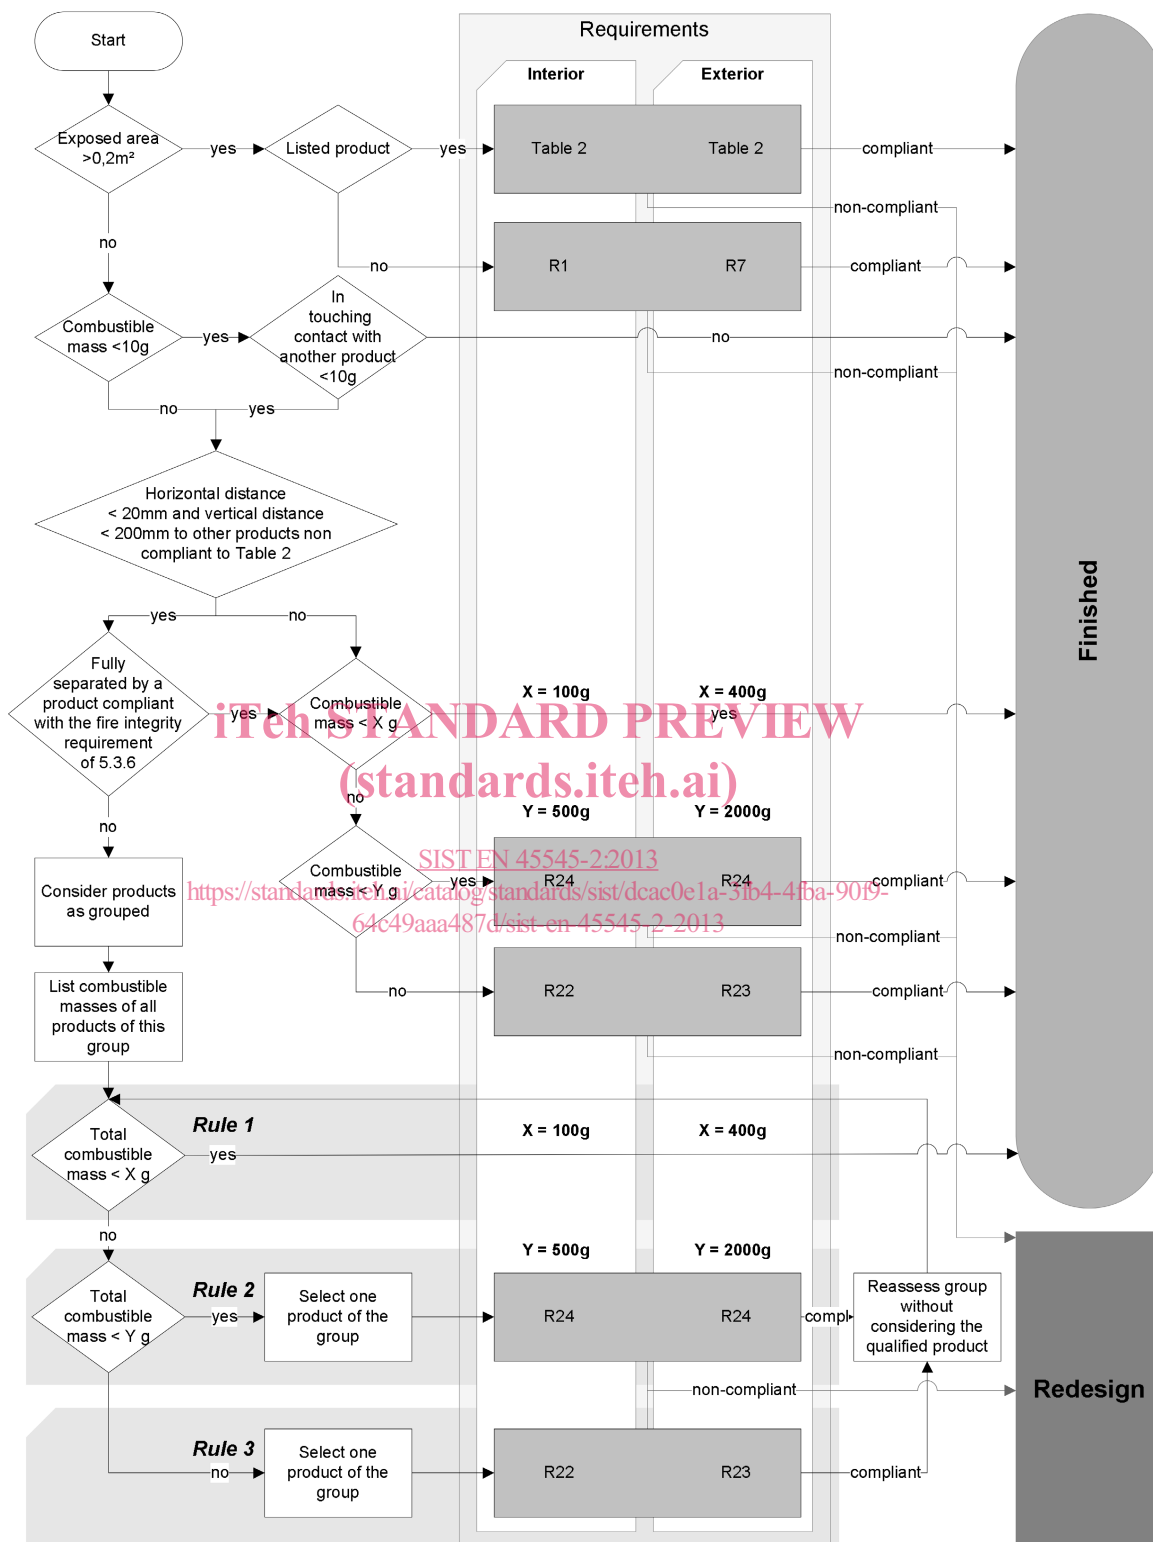 Start
Requirements
Interior
Exterior
Exposed area
>0,2m²
yes
Listed product
yes
Table 2
Table 2
compliant
non-compliant
no
no
R1
R7
compliant
Combustible
mass <10g
yes
In
touching
contact with
another product
<10g
no
non-compliant
no
yes
Horizontal distance
< 20mm and vertical distance
< 200mm to other products non
compliant to Table 2
yes
no
Finished
Fully
separated by a
product compliant
with the fire integrity
requirement
of 5.3.6
yes
Combustible
mass < X g
X = 100g
X = 400g
yes
iTeh STANDARD PREVIEW
(standards.iteh.ai)
no
no
Y = 500g
Y = 2000g
Consider products
as grouped
Combustible
mass < Y g
yes
R24
R24
compliant
SIST EN 45545-2:2013
https://standards.iteh.ai/catalog/standards/sist/dcac0e1a-3fb4-4fba-90f9-
64c49aaa487d/sist-en-45545-2-2013
non-compliant
List combustible
masses of all
products of this
group
no
R22
R23
compliant
non-compliant
Rule 1
Total
combustible
mass < X g
yes
X = 100g
X = 400g
no
Y = 500g
Y = 2000g
Rule 2
Total
combustible
mass < Y g
yes
Select one
product of the
group
R24
R24
compl
Reassess group
without
considering the
qualified product
non-compliant
Redesign
Rule 3
no
Select one
product of the
group
R22
R23
compliant